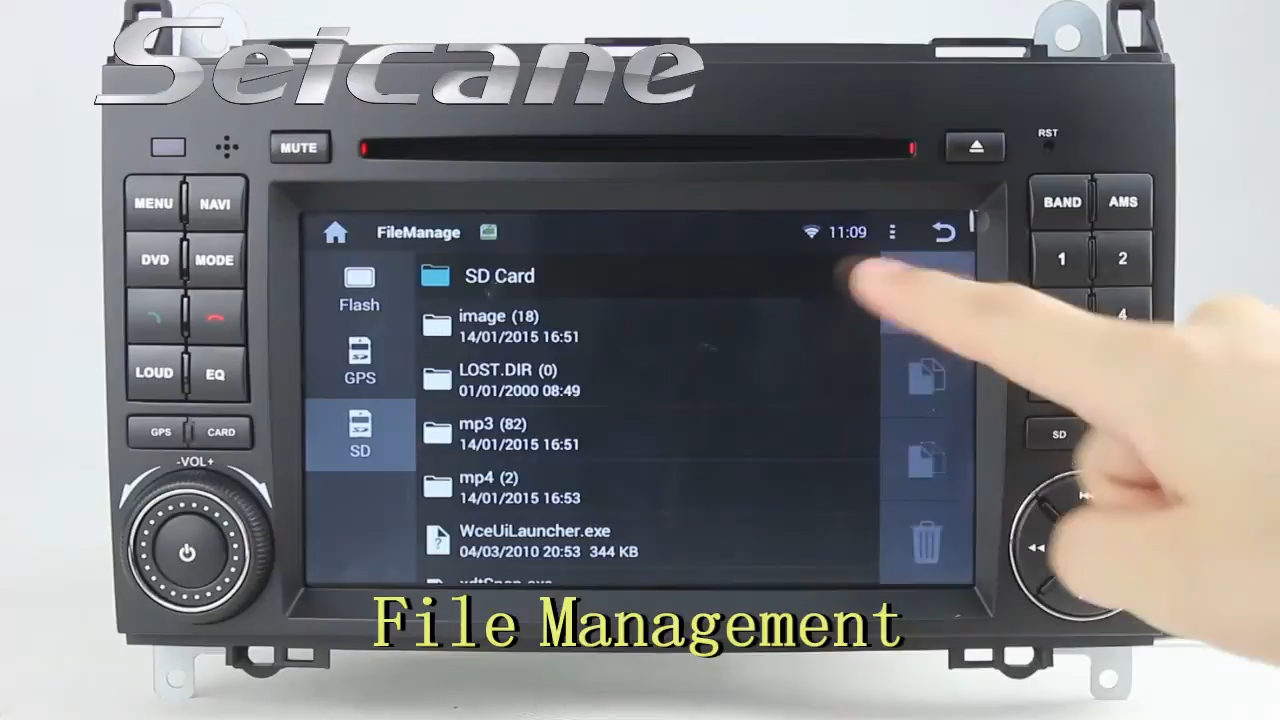 Seicane
MUTE
RST
MENU
NAVI
BAND
AMS
DVD
MODE
1
2
4
LOUD
EQ
GPS
CARD
SD
-VOL+
FileManage
11:09
Flash
GPS
SD
SD Card
image (18)
14/01/2015 16:51
LOST.DIR (0)
01/01/2000 08:49
mp3 (82)
14/01/2015 16:51
mp4 (2)
14/01/2015 16:53
WceUiLauncher.exe
04/03/2010 20:53 344 KB
File Management